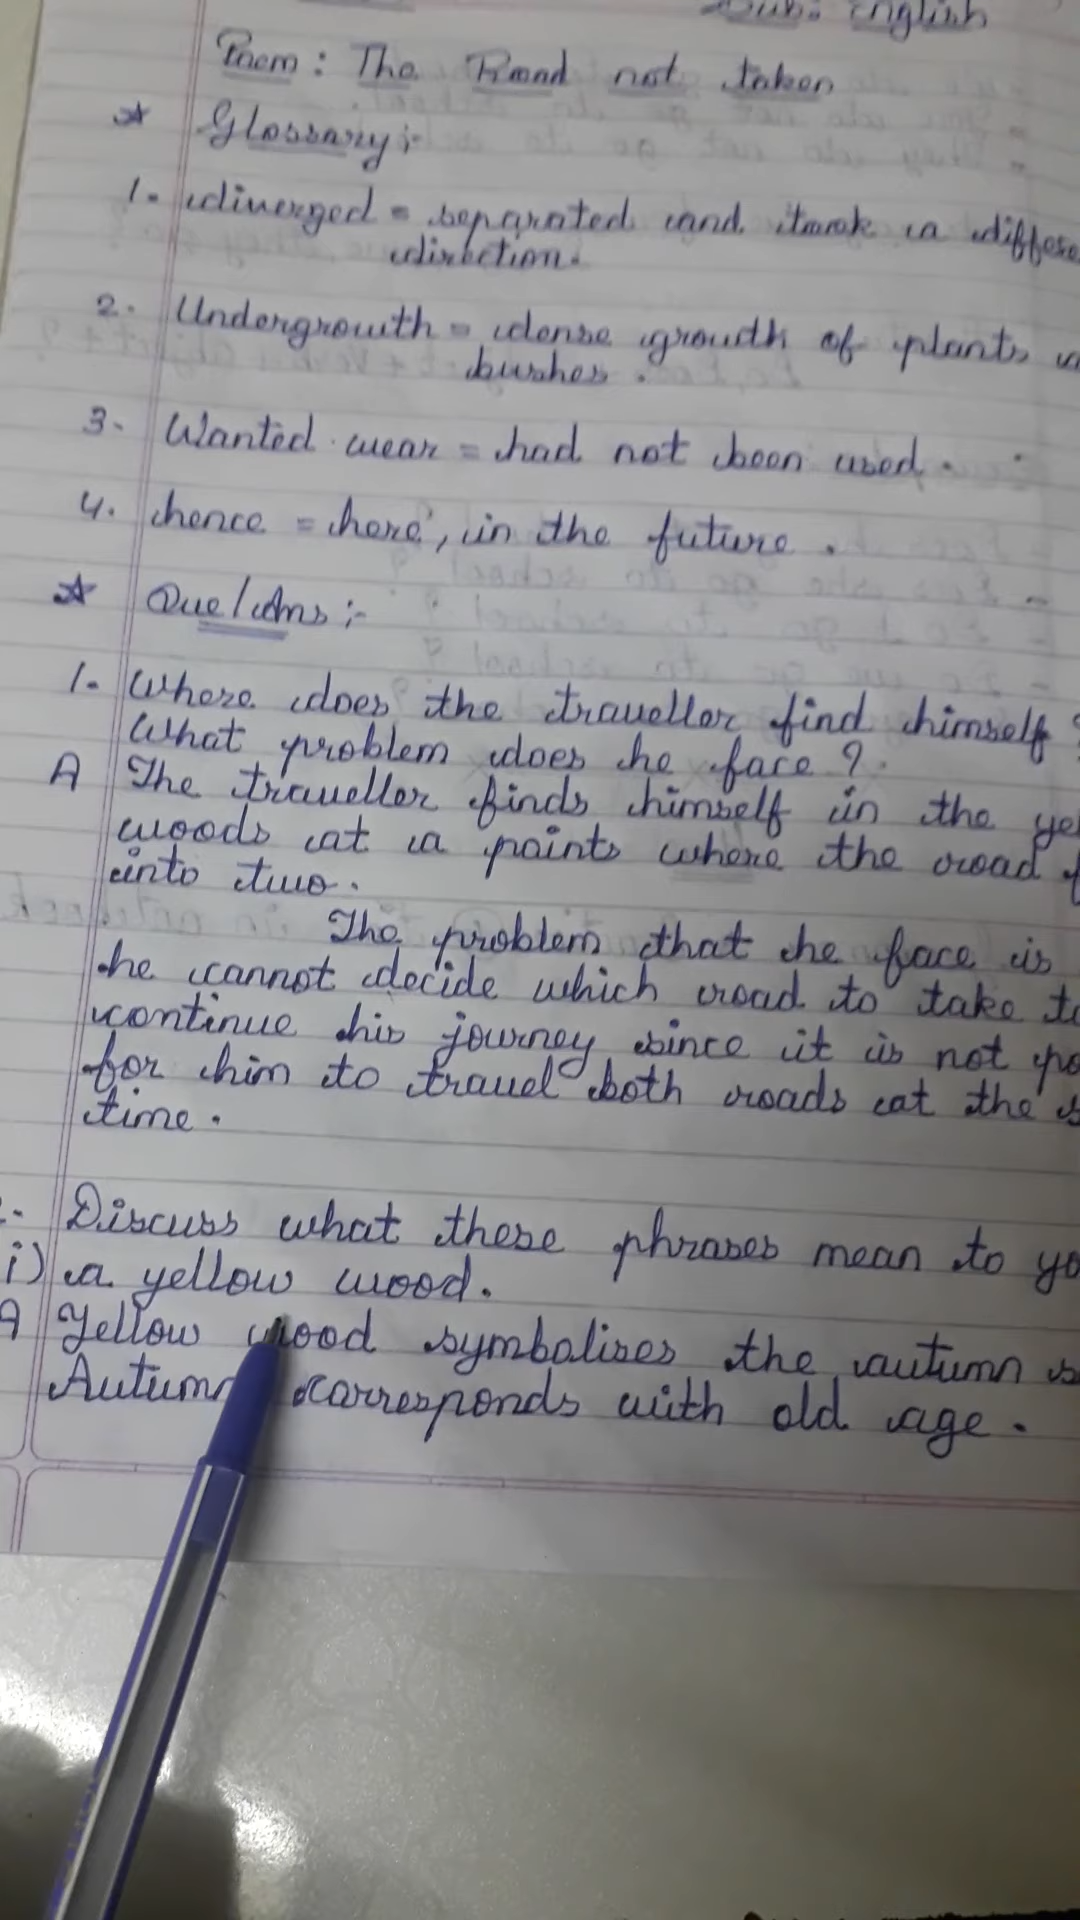 Sub: English
Poem: The Road not taken
☆ Glossary:-
1. diverged = separated and took a differe
direction.
2. Undergrowth = dense growth of plants
bushes.
3. Wanted wear = had not been used.
4. hence = here, in the future.
☆ Que/Ans :-
1. Where does the traveller find himself ?
What problem does he face ?
A The traveller finds himself in the ye
woods at a points where the road f
into two.
The problem that he face is
he cannot decide which road to take to
continue his journey since it is not po
for him to travel both roads at the s
time.
Discuss what these phrases mean to yo
i) a yellow wood.
A Yellow wood symbolises the autumn s
Autumn corresponds with old age.